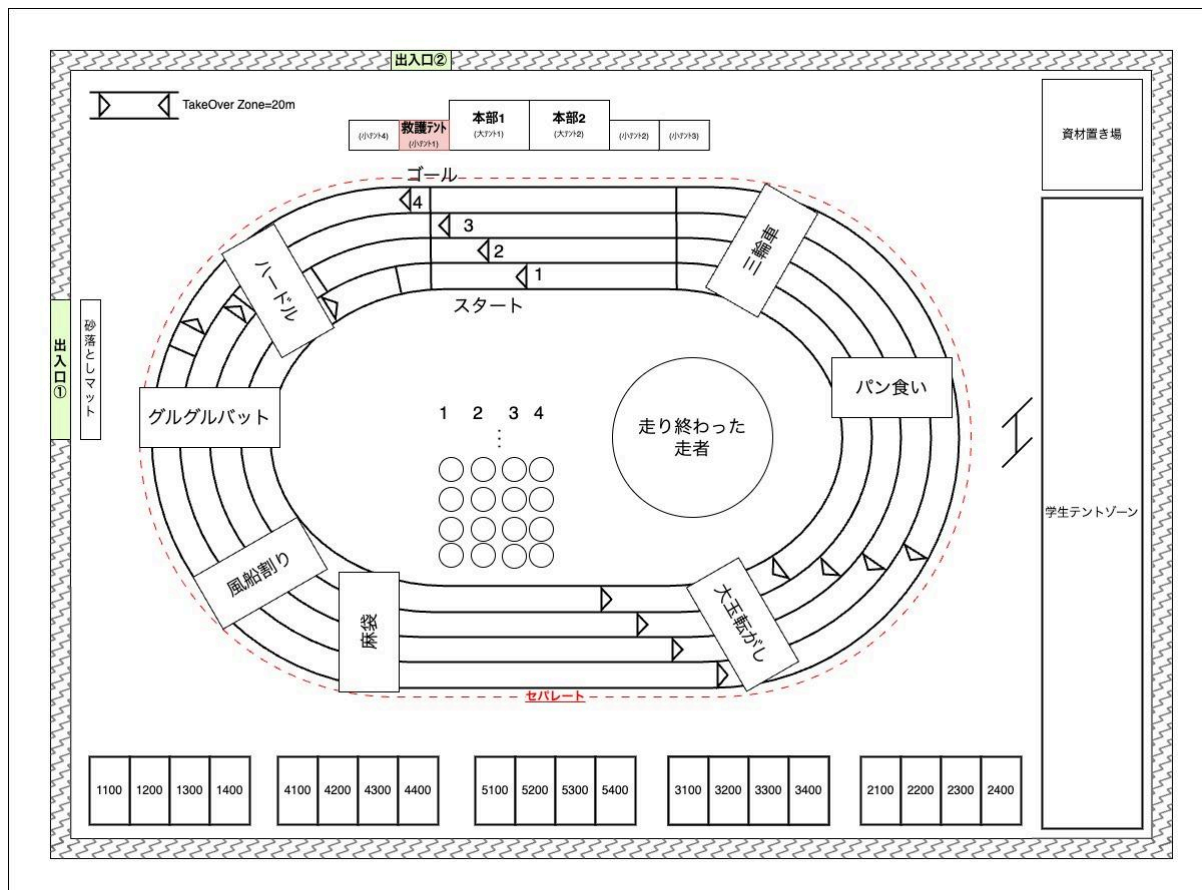 出入口②
TakeOver Zone=20m
本部1
(大テント1)
本部2
(大テント2)
(小テント4)
救護テント
(小テント1)
(小テント2)
(小テント3)
資材置き場
ゴール
4
3
2
1
スタート
三輪車
ハードル
出入口①
砂落としマット
グルグルバット
パン食い
1 2 3 4
⋮
走り終わった
走者
学生テントゾーン
風船割り
麻袋
大玉転がし
セパレート
1100 1200 1300 1400
4100 4200 4300 4400
5100 5200 5300 5400
3100 3200 3300 3400
2100 2200 2300 2400